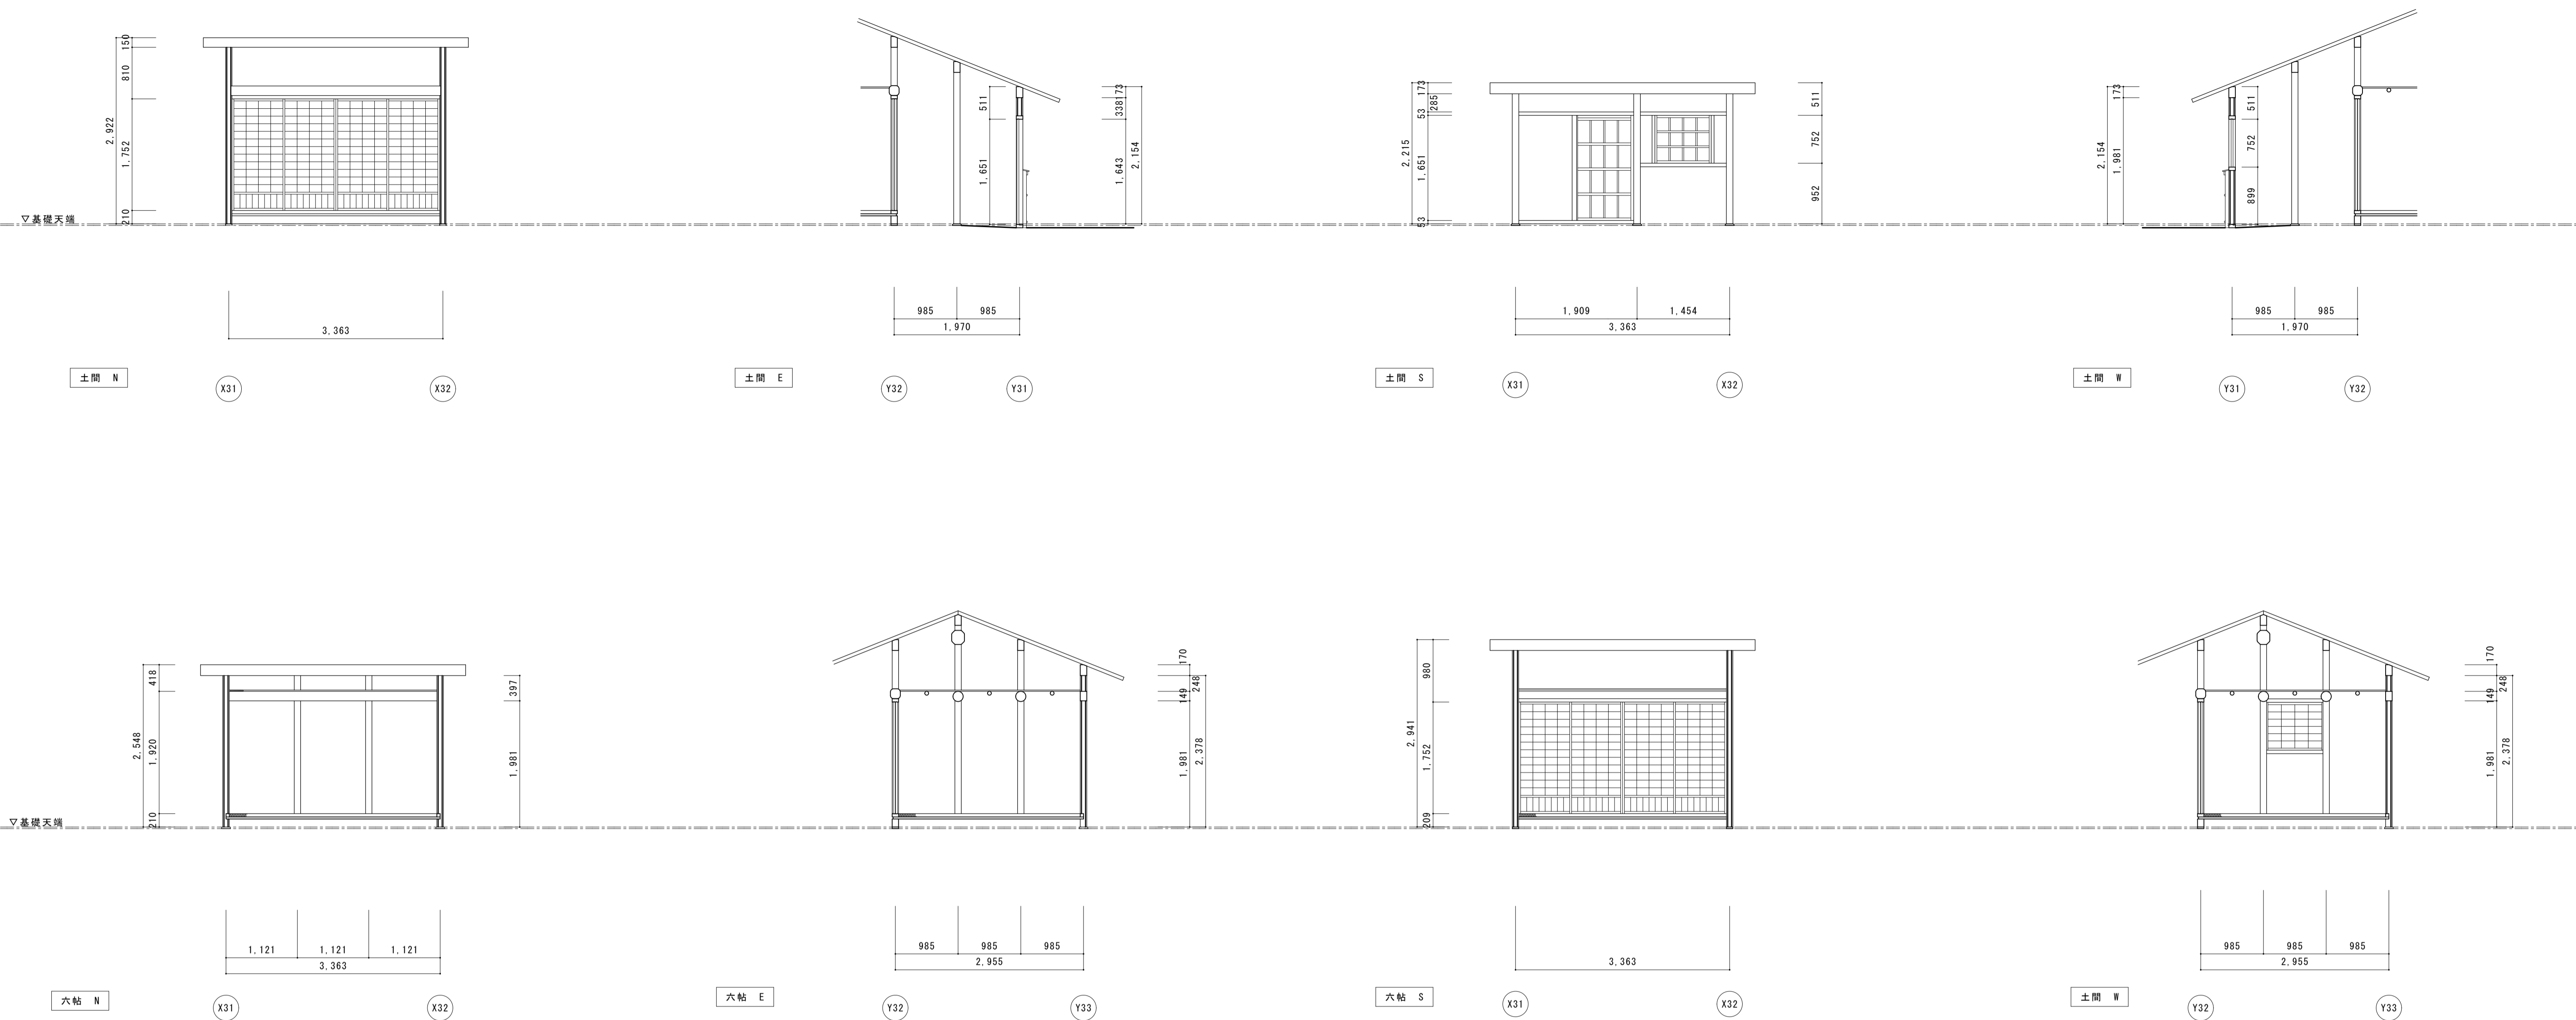 150
810
2,922
1,752
210
▽基礎天端
3,363
土間 N
X31
X32
511
1,651
173
338
1,643
2,154
985
985
1,970
土間 E
Y32
Y31
173
285
53
2,215
1,651
53
511
752
952
1,909
1,454
3,363
土間 S
X31
X32
173
2,154
1,981
511
752
899
985
985
1,970
土間 W
Y31
Y32
418
2,548
1,920
210
▽基礎天端
397
1,981
1,121
1,121
1,121
3,363
六帖 N
X31
X32
170
248
149
1,981
2,378
985
985
985
2,955
六帖 E
Y32
Y33
980
2,941
1,752
209
3,363
六帖 S
X31
X32
170
248
149
1,981
2,378
985
985
985
2,955
土間 W
Y32
Y33